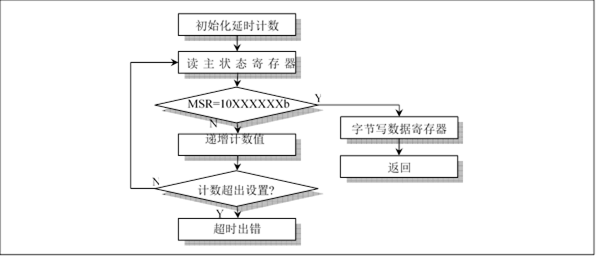 初始化延时计数
读主状态寄存器
MSR=10XXXXXXb
Y
N
字节写数据寄存器
递增计数值
返回
计数超出设置?
N
Y
超时出错